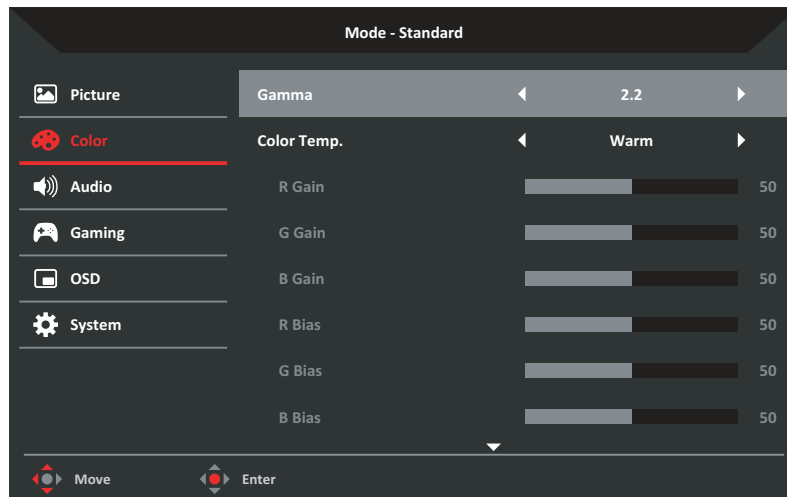 Mode - Standard
Picture
Gamma 2.2
Color
Color Temp. Warm
Audio
R Gain 50
Gaming
G Gain 50
OSD
B Gain 50
System
R Bias 50
G Bias 50
B Bias 50
Move Enter